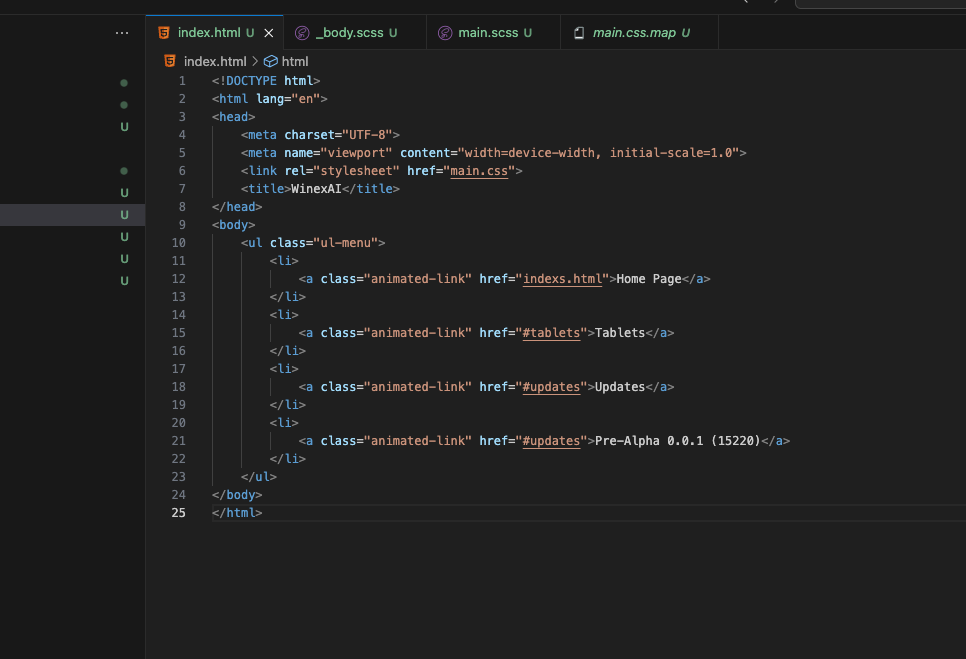 ... index.html U × _body.scss U main.scss U main.css.map U
index.html > html
U
U
U
U
U
U
1 <!DOCTYPE html>
2 <html lang="en">
3 <head>
4     <meta charset="UTF-8">
5     <meta name="viewport" content="width=device-width, initial-scale=1.0">
6     <link rel="stylesheet" href="main.css">
7     <title>WinexAI</title>
8 </head>
9 <body>
10     <ul class="ul-menu">
11         <li>
12             <a class="animated-link" href="indexs.html">Home Page</a>
13         </li>
14         <li>
15             <a class="animated-link" href="#tablets">Tablets</a>
16         </li>
17         <li>
18             <a class="animated-link" href="#updates">Updates</a>
19         </li>
20         <li>
21             <a class="animated-link" href="#updates">Pre-Alpha 0.0.1 (15220)</a>
22         </li>
23     </ul>
24 </body>
25 </html>